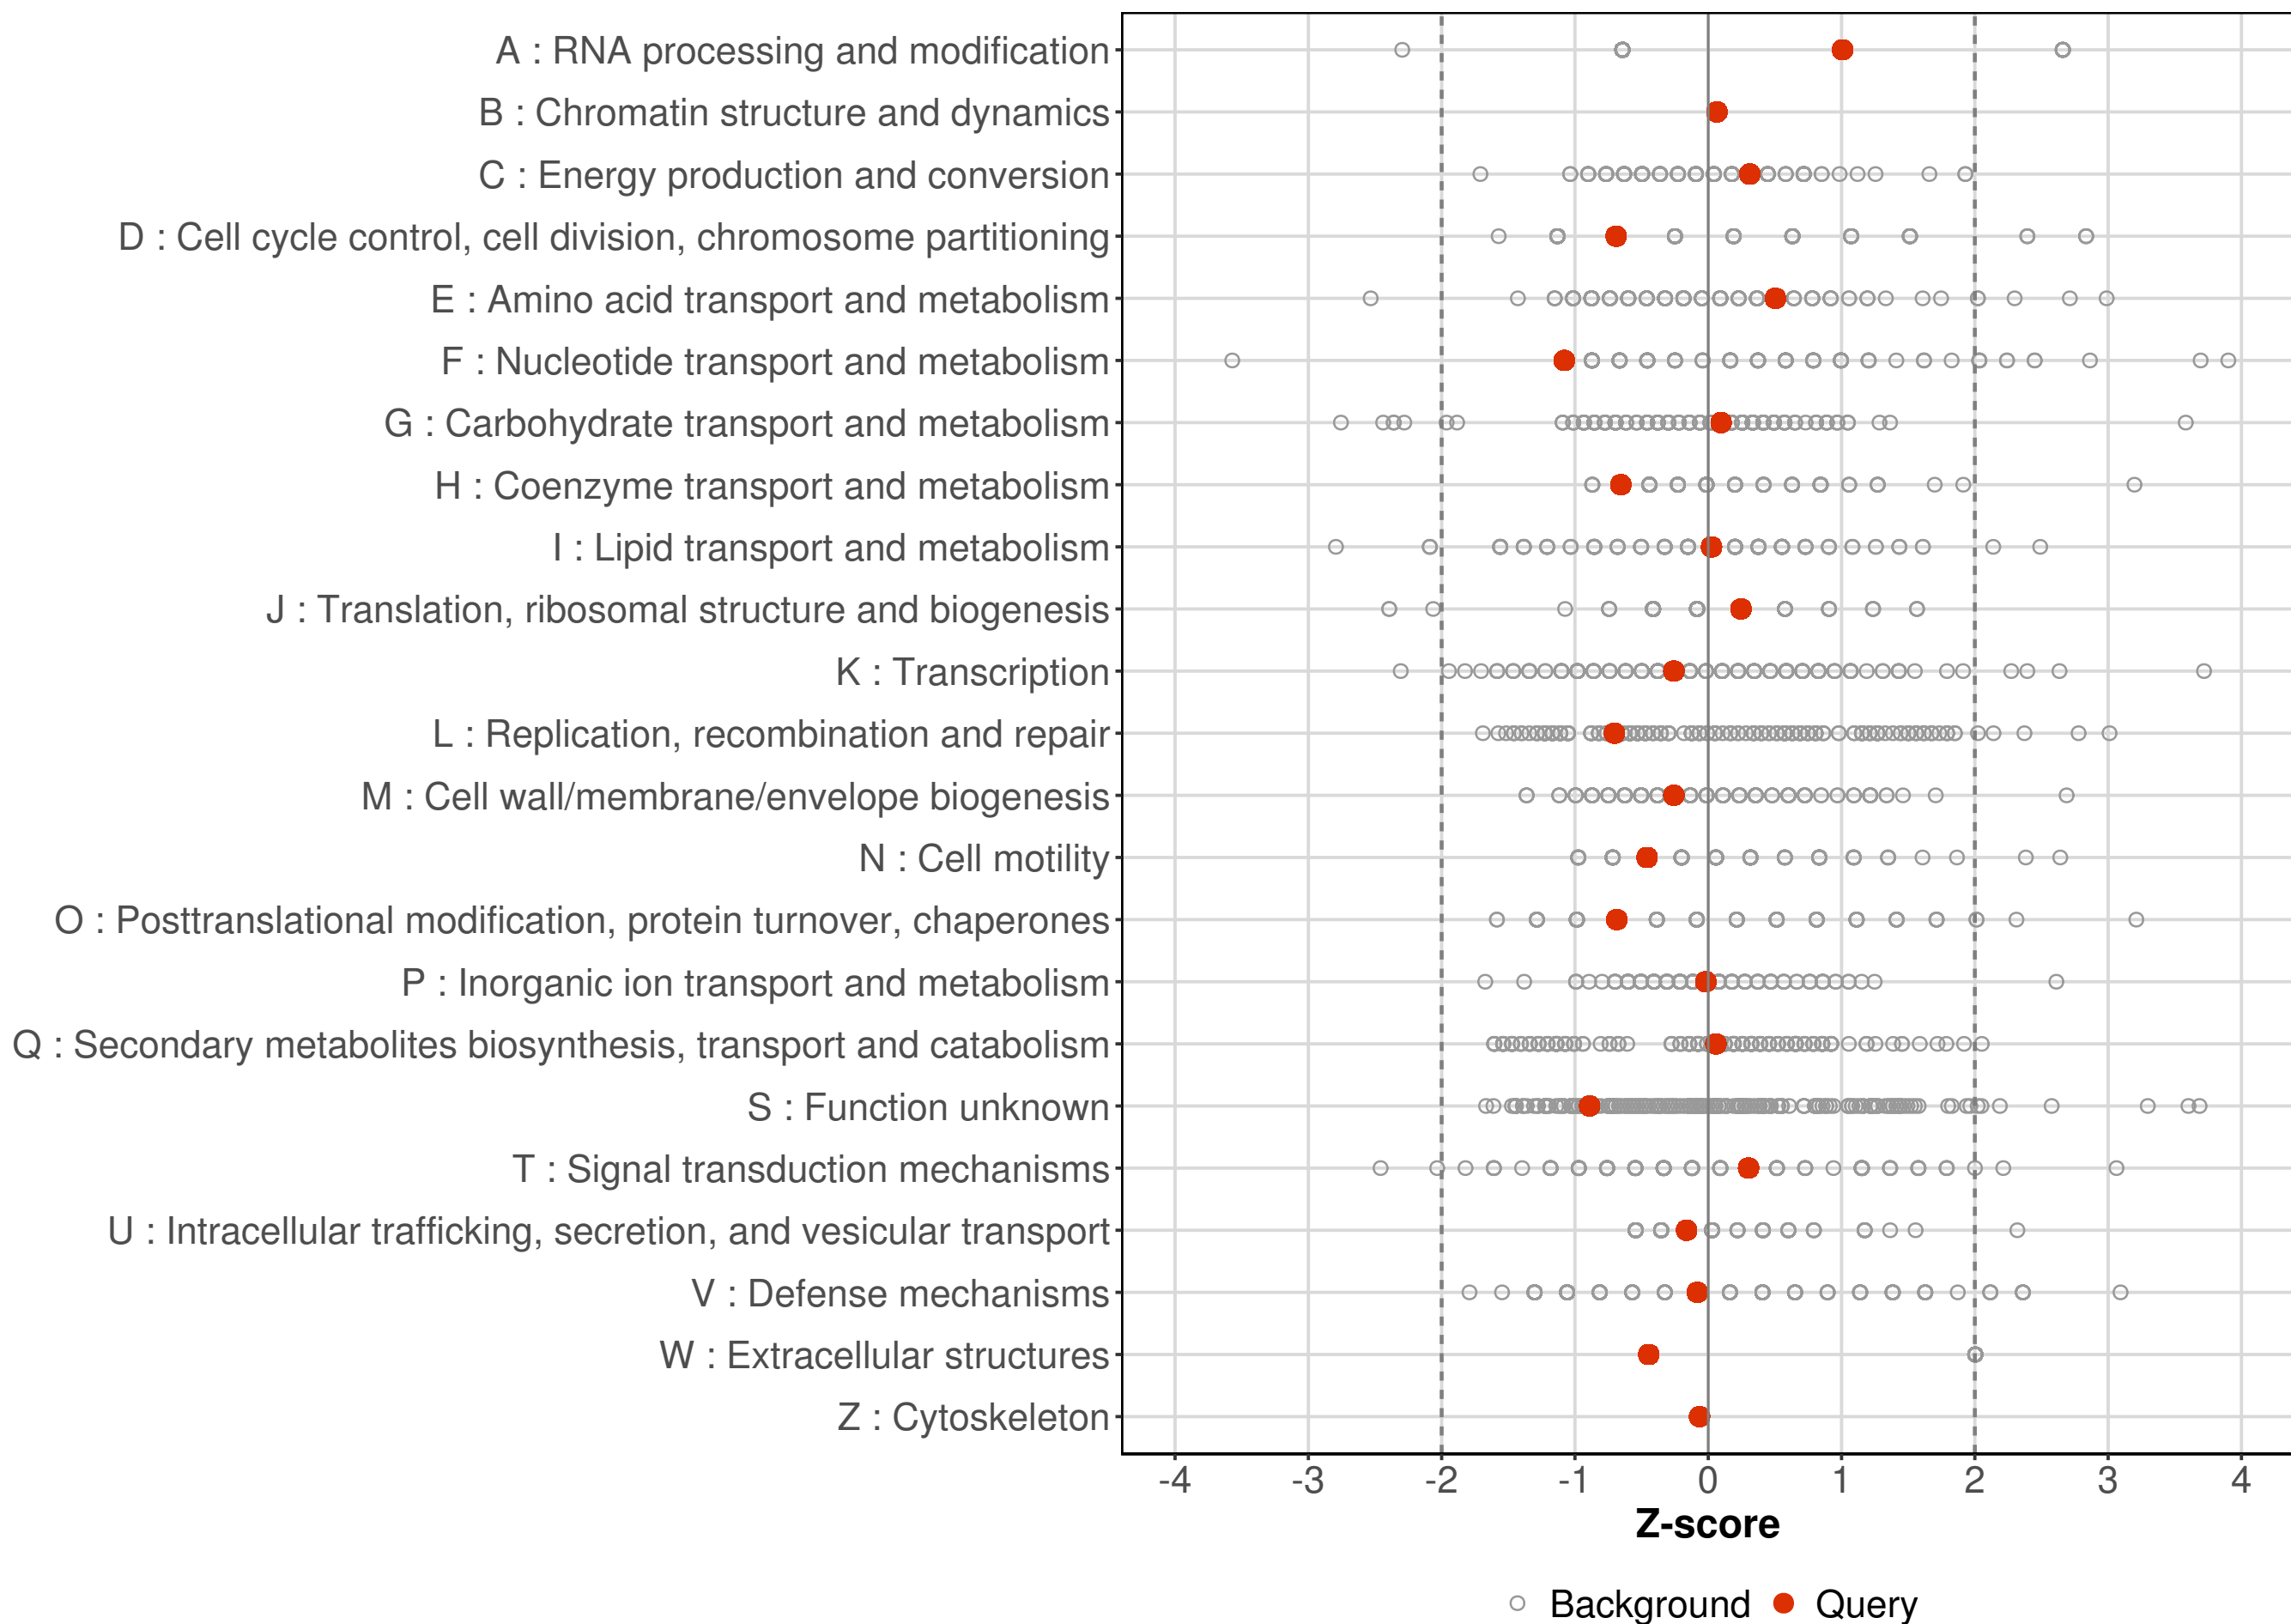 A : RNA processing and modification
B : Chromatin structure and dynamics
C : Energy production and conversion
D : Cell cycle control, cell division, chromosome partitioning
E : Amino acid transport and metabolism
F : Nucleotide transport and metabolism
G : Carbohydrate transport and metabolism
H : Coenzyme transport and metabolism
I : Lipid transport and metabolism
J : Translation, ribosomal structure and biogenesis
K : Transcription
L : Replication, recombination and repair
M : Cell wall/membrane/envelope biogenesis
N : Cell motility
O : Posttranslational modification, protein turnover, chaperones
P : Inorganic ion transport and metabolism
Q : Secondary metabolites biosynthesis, transport and catabolism
S : Function unknown
T : Signal transduction mechanisms
U : Intracellular trafficking, secretion, and vesicular transport
V : Defense mechanisms
W : Extracellular structures
Z : Cytoskeleton
-4 -3 -2 -1 0 1 2 3 4
Z-score
Background Query